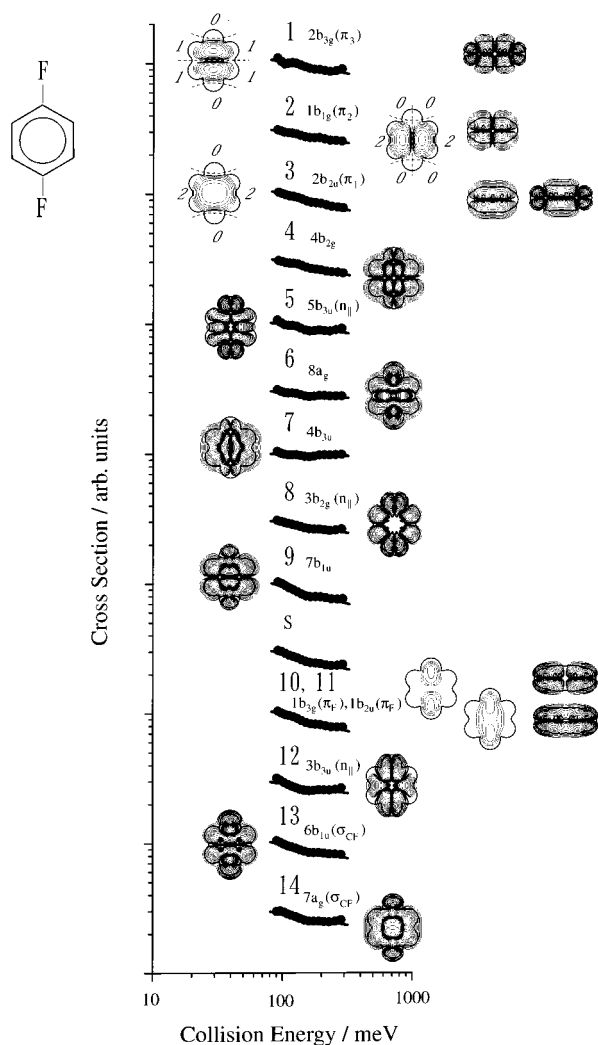 F
F
1 2b3g(π3)
0
1 1
1 1
0
2 1b1g(π2)
0 0
2 2
0 0
3 2b2u(π1)
0
2 2
0
4 4b2g
5 5b3u(n∥)
6 8ag
7 4b3u
8 3b2g(n∥)
9 7b1u
S
10, 11
1b3g(πF),1b2u(πF)
12 3b3u(n∥)
13 6b1u(σCF)
14 7ag(σCF)
Cross Section / arb. units
10 100 1000
Collision Energy / meV